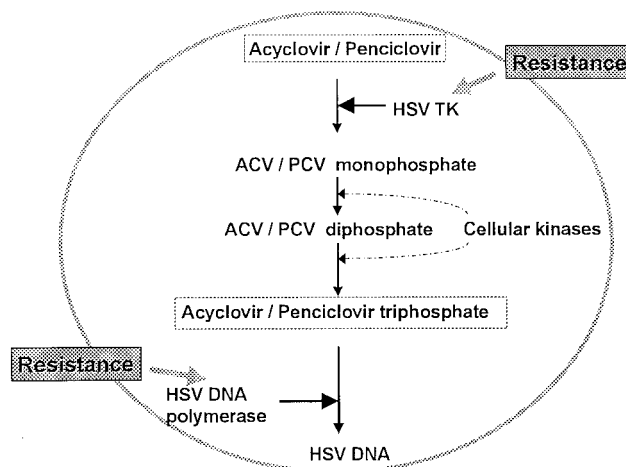 Acyclovir / Penciclovir
Resistance
HSV TK
ACV / PCV monophosphate
ACV / PCV diphosphate
Cellular kinases
Acyclovir / Penciclovir triphosphate
Resistance
HSV DNA
polymerase
HSV DNA